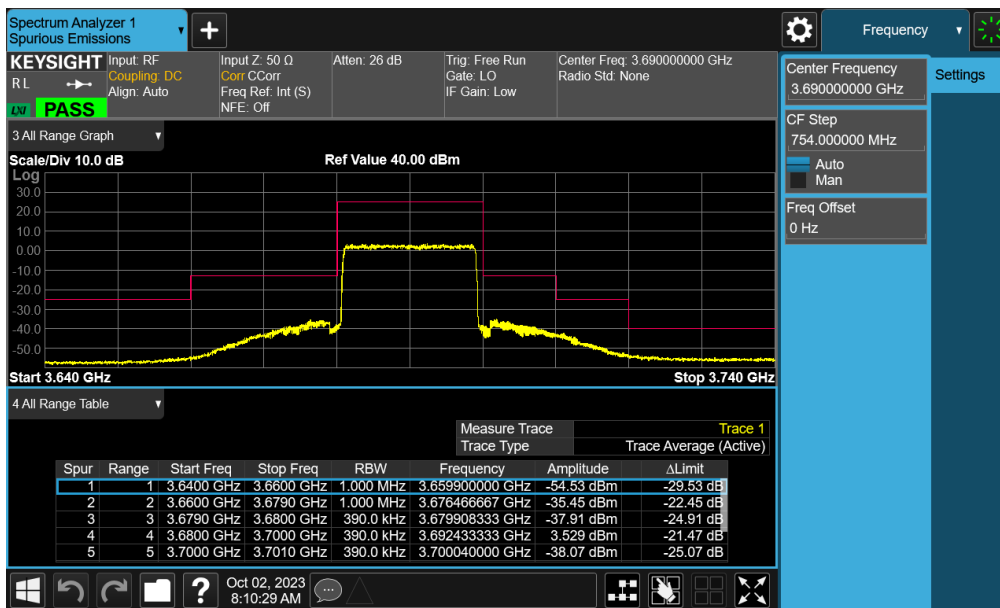 Spectrum Analyzer 1
Spurious Emissions
Frequency
KEYSIGHT
R L
LXI
PASS
Input: RF
Coupling: DC
Align: Auto
Input Z: 50 Ω
Corr CCorr
Freq Ref: Int (S)
NFE: Off
Atten: 26 dB
Trig: Free Run
Gate: LO
IF Gain: Low
Center Freq: 3.690000000 GHz
Radio Std: None
Center Frequency
3.690000000 GHz
Settings
CF Step
754.000000 MHz
Auto
Man
Freq Offset
0 Hz
3 All Range Graph
Scale/Div 10.0 dB
Ref Value 40.00 dBm
Log
30.0
20.0
10.0
0.00
-10.0
-20.0
-30.0
-40.0
-50.0
Start 3.640 GHz
Stop 3.740 GHz
4 All Range Table
Measure Trace Trace 1
Trace Type Trace Average (Active)
Spur Range Start Freq Stop Freq RBW Frequency Amplitude ΔLimit
1 1 3.6400 GHz 3.6600 GHz 1.000 MHz 3.659900000 GHz -54.53 dBm -29.53 dB
2 2 3.6600 GHz 3.6790 GHz 1.000 MHz 3.676466667 GHz -35.45 dBm -22.45 dB
3 3 3.6790 GHz 3.6800 GHz 390.0 kHz 3.679908333 GHz -37.91 dBm -24.91 dB
4 4 3.6800 GHz 3.7000 GHz 390.0 kHz 3.692433333 GHz 3.529 dBm -21.47 dB
5 5 3.7000 GHz 3.7010 GHz 390.0 kHz 3.700040000 GHz -38.07 dBm -25.07 dB
Oct 02, 2023
8:10:29 AM